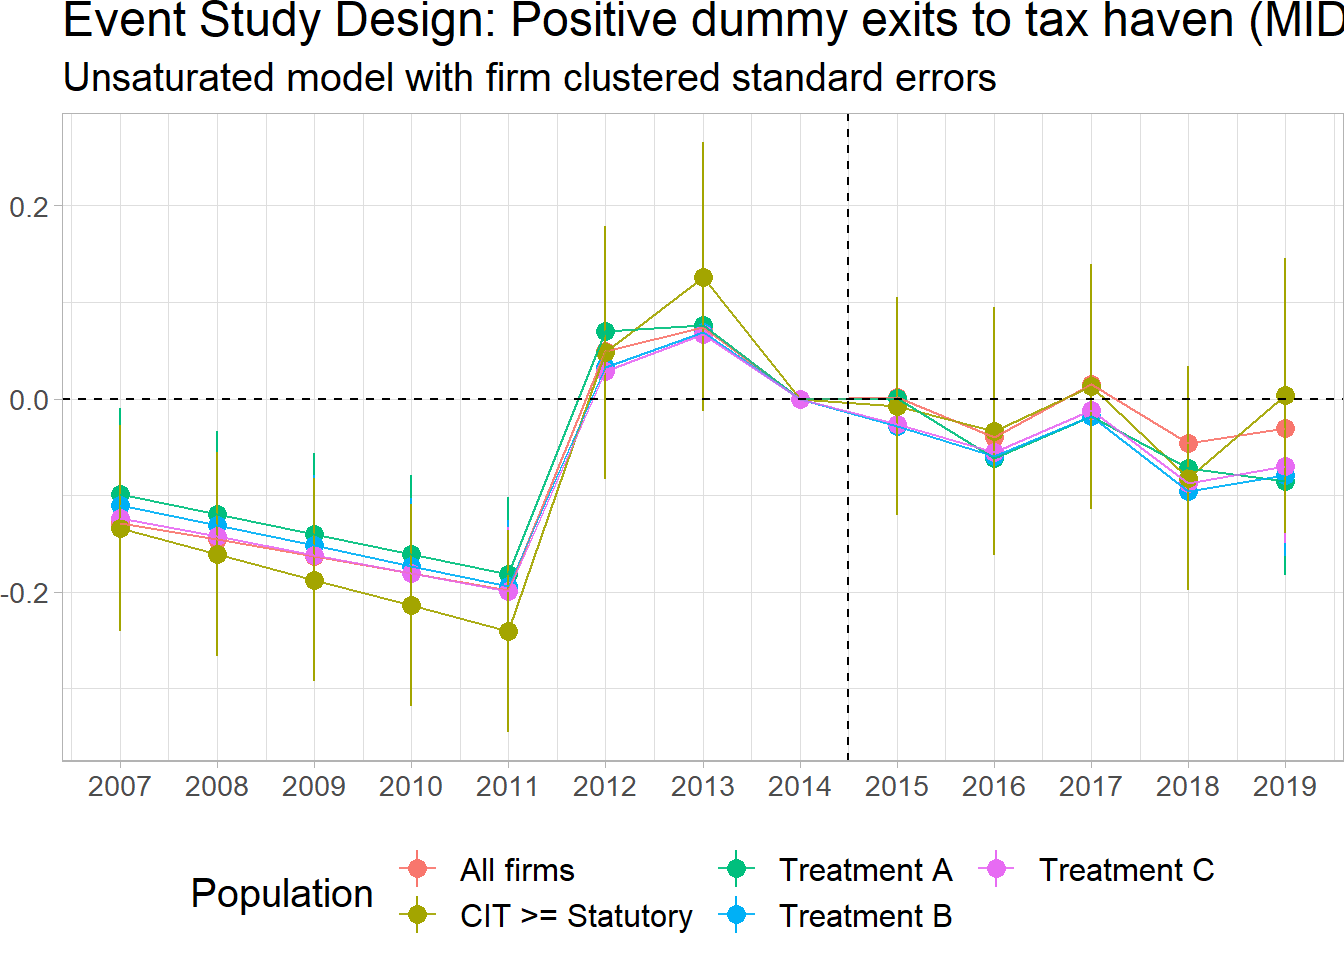 Event Study Design: Positive dummy exits to tax haven (MID
Unsaturated model with firm clustered standard errors
0.2
0.0
-0.2
2007 2008 2009 2010 2011 2012 2013 2014 2015 2016 2017 2018 2019
Population
All firms
CIT >= Statutory
Treatment A
Treatment B
Treatment C